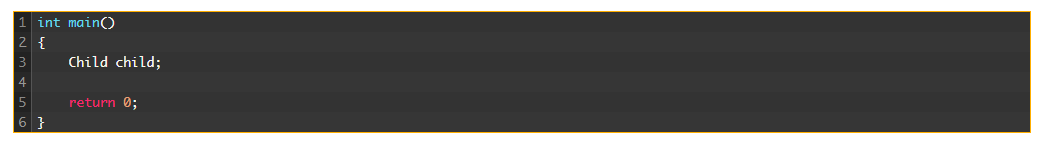 1 int main()
2 {
3     Child child;
4
5     return 0;
6 }